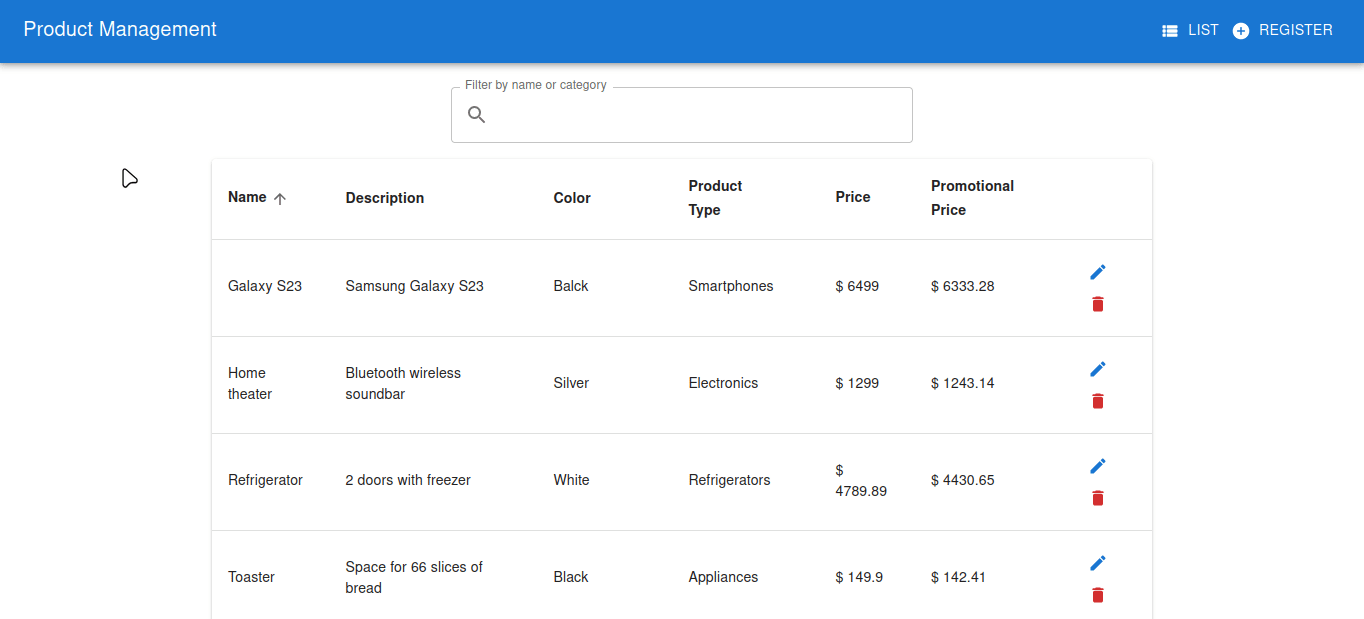 Product Management
LIST
REGISTER
Filter by name or category
Name Description Color Product Type Price Promotional Price
Galaxy S23 Samsung Galaxy S23 Balck Smartphones $ 6499 $ 6333.28
Home theater Bluetooth wireless soundbar Silver Electronics $ 1299 $ 1243.14
Refrigerator 2 doors with freezer White Refrigerators $ 4789.89 $ 4430.65
Toaster Space for 66 slices of bread Black Appliances $ 149.9 $ 142.41